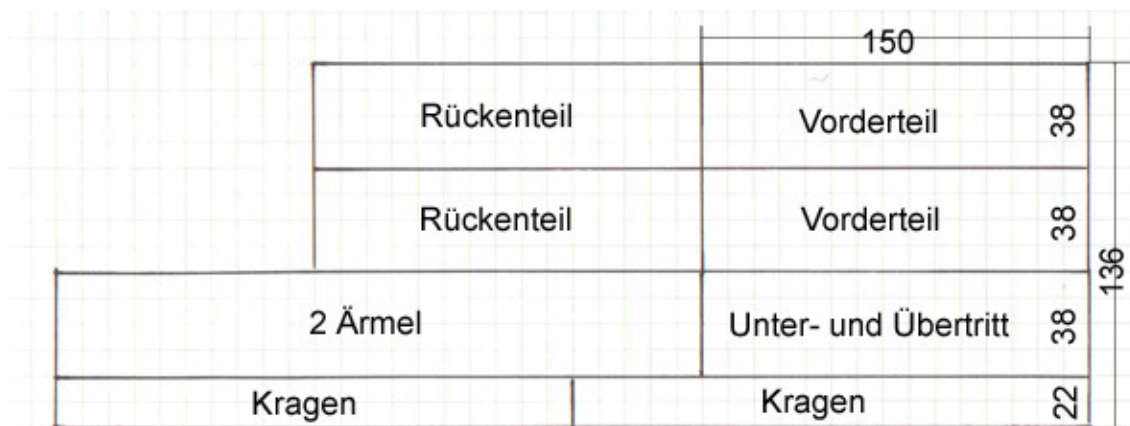 150
Rückenteil Vorderteil 38
Rückenteil Vorderteil 38
136
2 Ärmel Unter- und Übertritt 38
Kragen Kragen 22